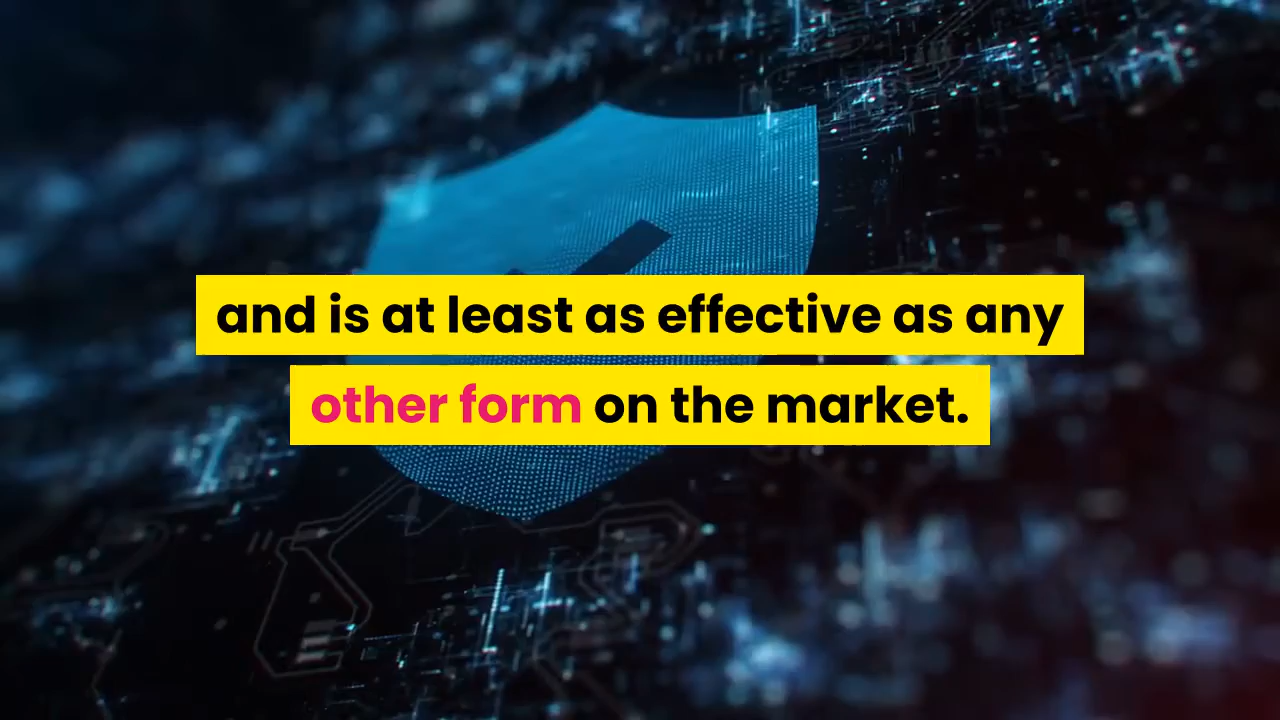 and is at least as effective as any
other form on the market.